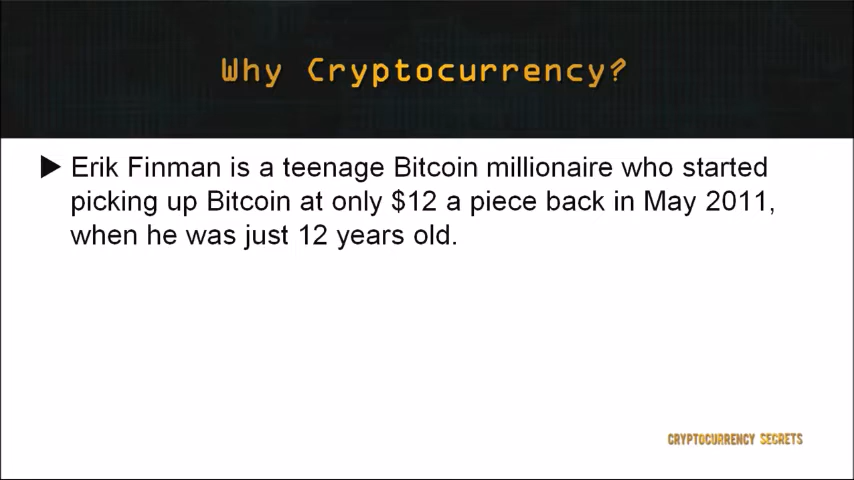 Why Cryptocurrency?
Erik Finman is a teenage Bitcoin millionaire who started
picking up Bitcoin at only $12 a piece back in May 2011,
when he was just 12 years old.
CRYPTOCURRENCY SECRETS